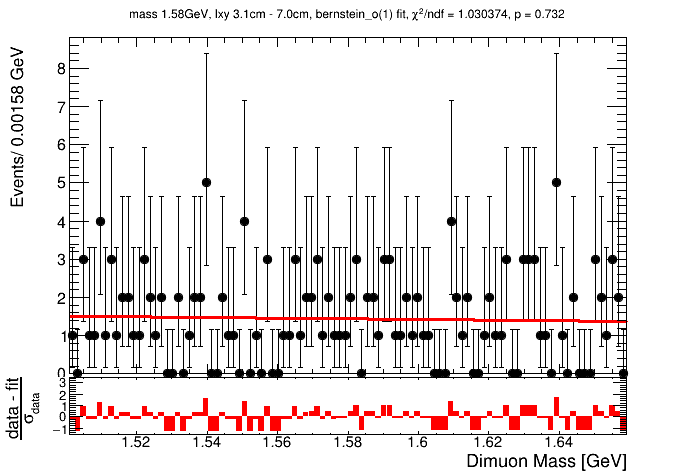 mass 1.58GeV, lxy 3.1cm - 7.0cm, bernstein_o(1) fit, χ²/ndf = 1.030374, p = 0.732
Events/ 0.00158 GeV
8
7
6
5
4
3
2
1
0
data - fit
σdata
3
2
1
0
−1
1.52 1.54 1.56 1.58 1.6 1.62 1.64
Dimuon Mass [GeV]